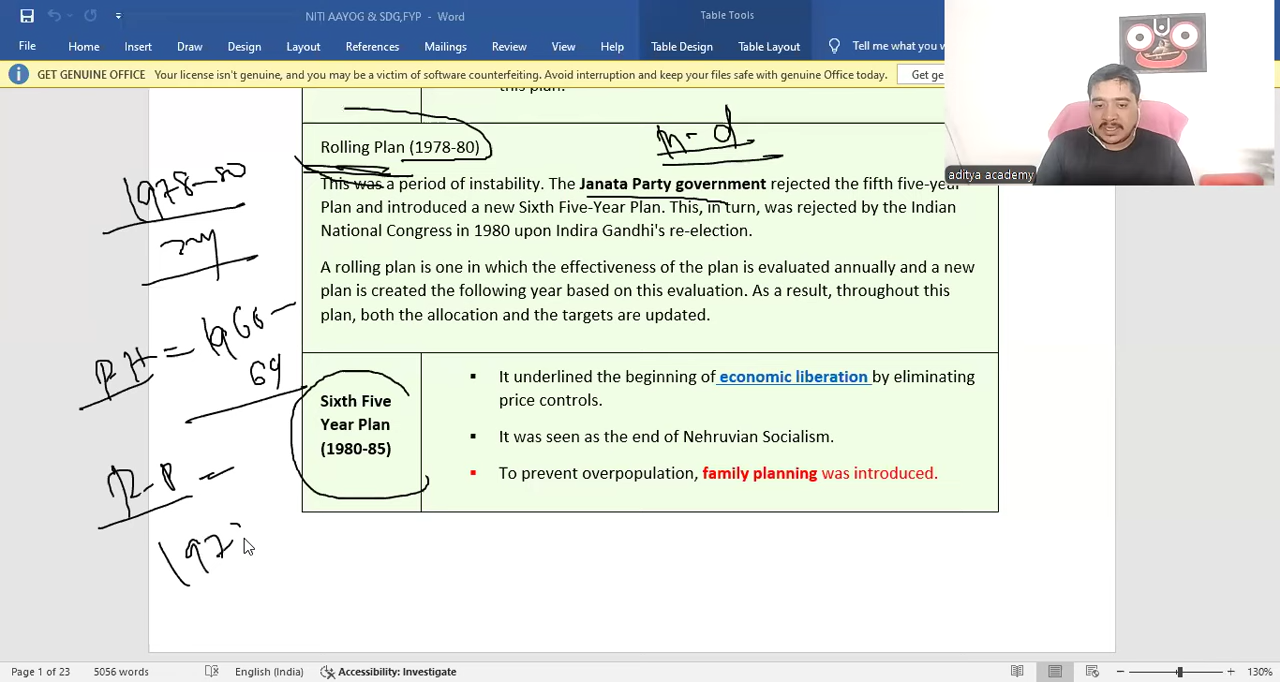 NITI AAYOG & SDG,FYP - Word
Table Tools
File Home Insert Draw Design Layout References Mailings Review View Help Table Design Table Layout Tell me what you w
GET GENUINE OFFICE Your license isn't genuine, and you may be a victim of software counterfeiting. Avoid interruption and keep your files safe with genuine Office today. Get ge
aditya academy
this plan.
n-d
Rolling Plan (1978-80)
This was a period of instability. The Janata Party government rejected the fifth five-year
Plan and introduced a new Sixth Five-Year Plan. This, in turn, was rejected by the Indian
National Congress in 1980 upon Indira Gandhi's re-election.
A rolling plan is one in which the effectiveness of the plan is evaluated annually and a new
plan is created the following year based on this evaluation. As a result, throughout this
plan, both the allocation and the targets are updated.
1978-80
PH = 1966-
69
R-P -
197
Sixth Five
Year Plan
(1980-85)
▪ It underlined the beginning of economic liberation by eliminating
price controls.
▪ It was seen as the end of Nehruvian Socialism.
▪ To prevent overpopulation, family planning was introduced.
Page 1 of 23 5056 words English (India) Accessibility: Investigate 130%